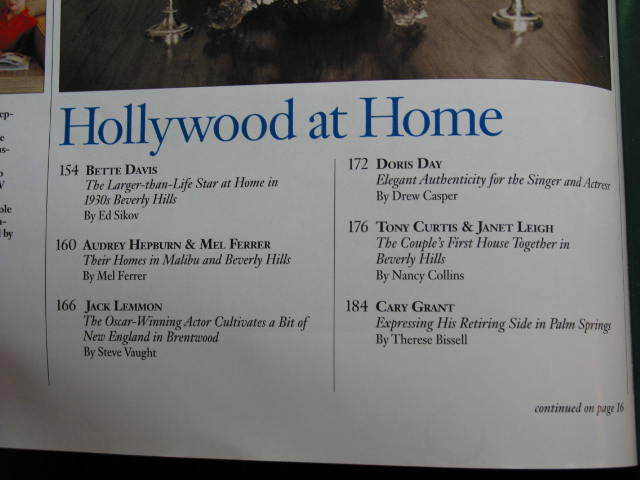 Hollywood at Home
154 BETTE DAVIS
The Larger-than-Life Star at Home in
1930s Beverly Hills
By Ed Sikov
160 AUDREY HEPBURN & MEL FERRER
Their Homes in Malibu and Beverly Hills
By Mel Ferrer
166 JACK LEMMON
The Oscar-Winning Actor Cultivates a Bit of
New England in Brentwood
By Steve Vaught
172 DORIS DAY
Elegant Authenticity for the Singer and Actress
By Drew Casper
176 TONY CURTIS & JANET LEIGH
The Couple's First House Together in
Beverly Hills
By Nancy Collins
184 CARY GRANT
Expressing His Retiring Side in Palm Springs
By Therese Bissell
continued on page 16